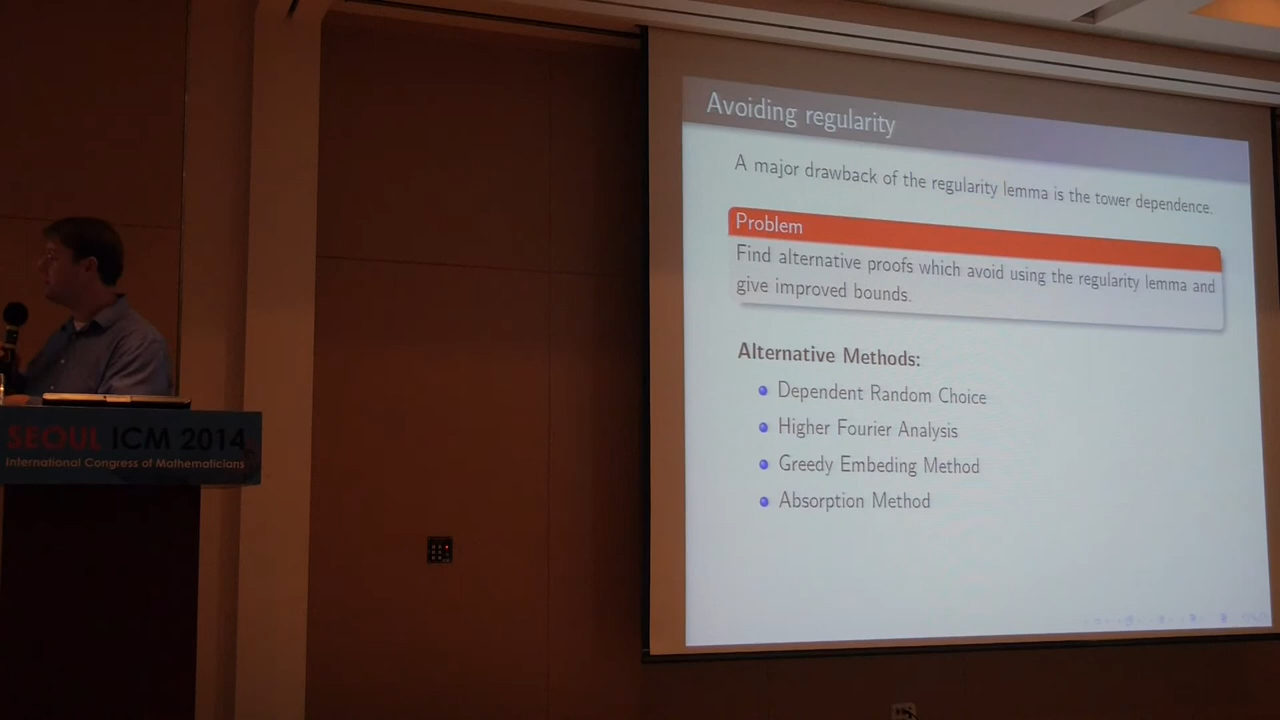 Avoiding regularity
A major drawback of the regularity lemma is the tower dependence.
Problem
Find alternative proofs which avoid using the regularity lemma and
give improved bounds.
Alternative Methods:
Dependent Random Choice
Higher Fourier Analysis
Greedy Embeding Method
Absorption Method
SEOUL ICM 2014
International Congress of Mathematicians